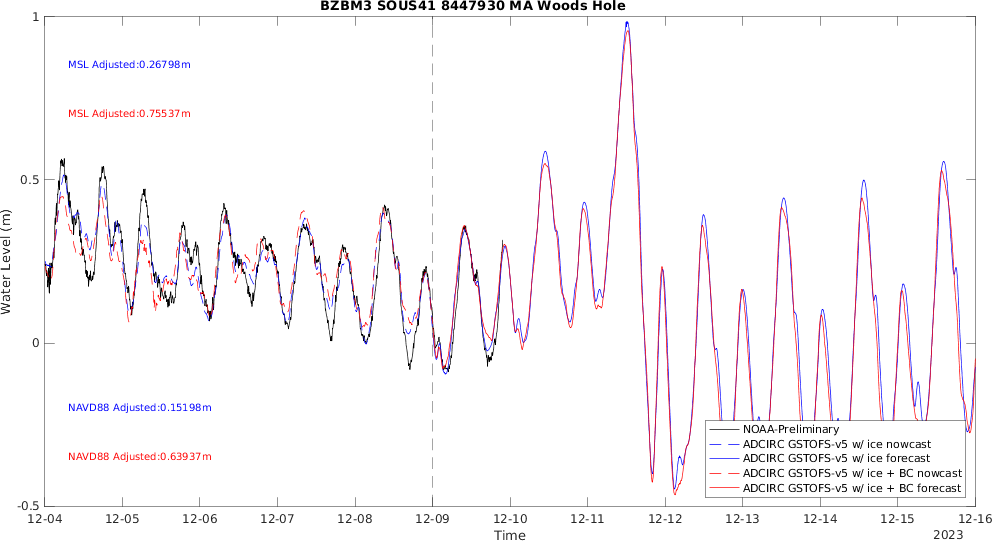 BZBM3 SOUS41 8447930 MA Woods Hole
1
MSL Adjusted:0.26798m
MSL Adjusted:0.75537m
0.5
Water Level (m)
0
NAVD88 Adjusted:0.15198m
NAVD88 Adjusted:0.63937m
NOAA-Preliminary
ADCIRC GSTOFS-v5 w/ ice nowcast
ADCIRC GSTOFS-v5 w/ ice forecast
ADCIRC GSTOFS-v5 w/ ice + BC nowcast
ADCIRC GSTOFS-v5 w/ ice + BC forecast
-0.5
12-04 12-05 12-06 12-07 12-08 12-09 12-10 12-11 12-12 12-13 12-14 12-15 12-16
Time
2023